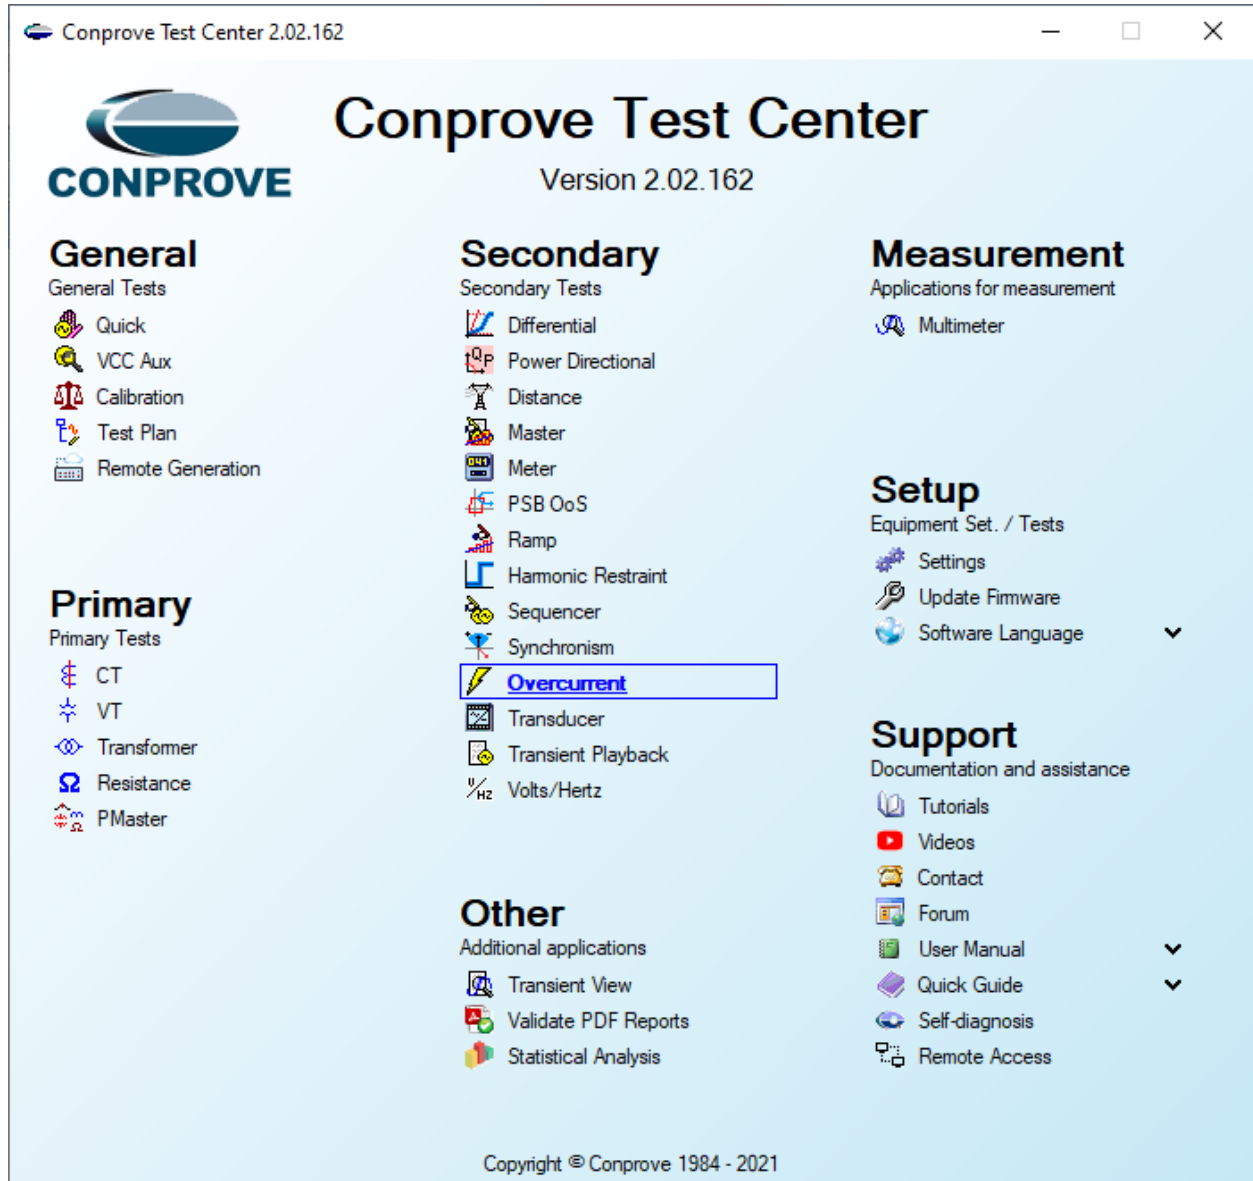 Conprove Test Center 2.02.162
CONPROVE
Conprove Test Center
Version 2.02.162
General
General Tests
Quick
VCC Aux
Calibration
Test Plan
Remote Generation
Primary
Primary Tests
CT
VT
Transformer
Resistance
PMaster
Secondary
Secondary Tests
Differential
Power Directional
Distance
Master
Meter
PSB OoS
Ramp
Harmonic Restraint
Sequencer
Synchronism
Overcurrent
Transducer
Transient Playback
Volts/Hertz
Other
Additional applications
Transient View
Validate PDF Reports
Statistical Analysis
Measurement
Applications for measurement
Multimeter
Setup
Equipment Set. / Tests
Settings
Update Firmware
Software Language
Support
Documentation and assistance
Tutorials
Videos
Contact
Forum
User Manual
Quick Guide
Self-diagnosis
Remote Access
Copyright © Conprove 1984 - 2021